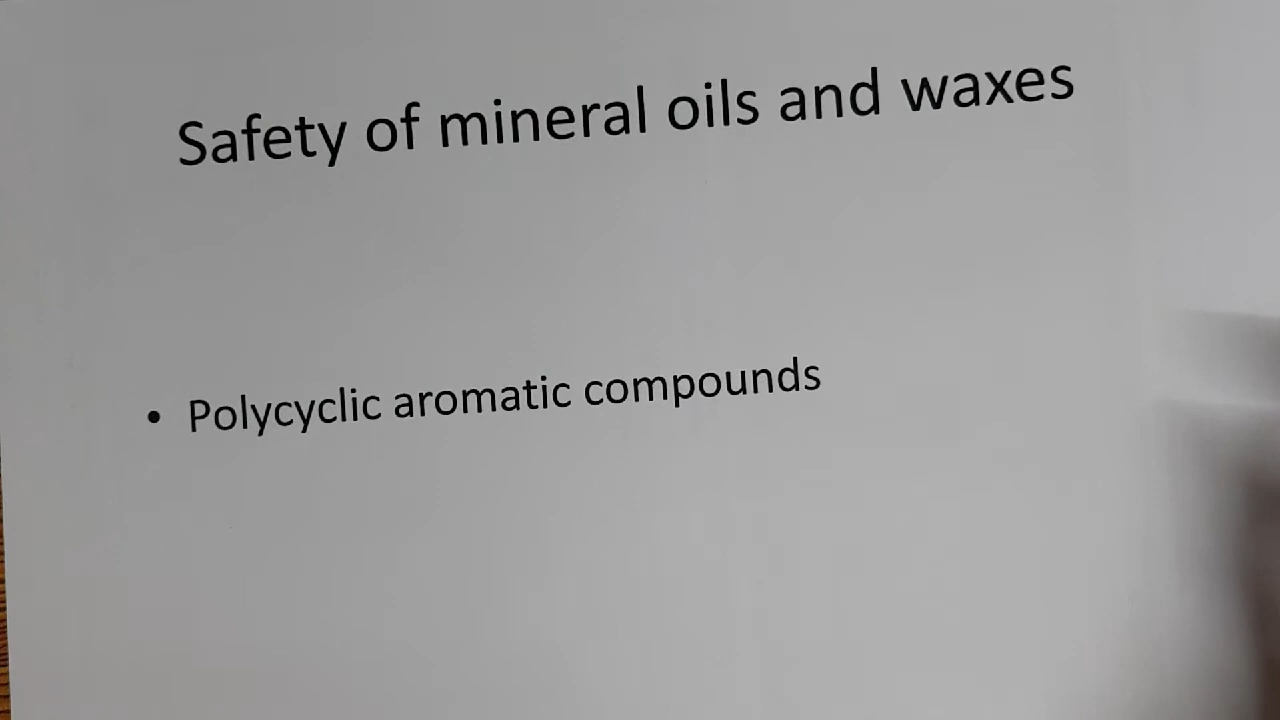 Safety of mineral oils and waxes
• Polycyclic aromatic compounds